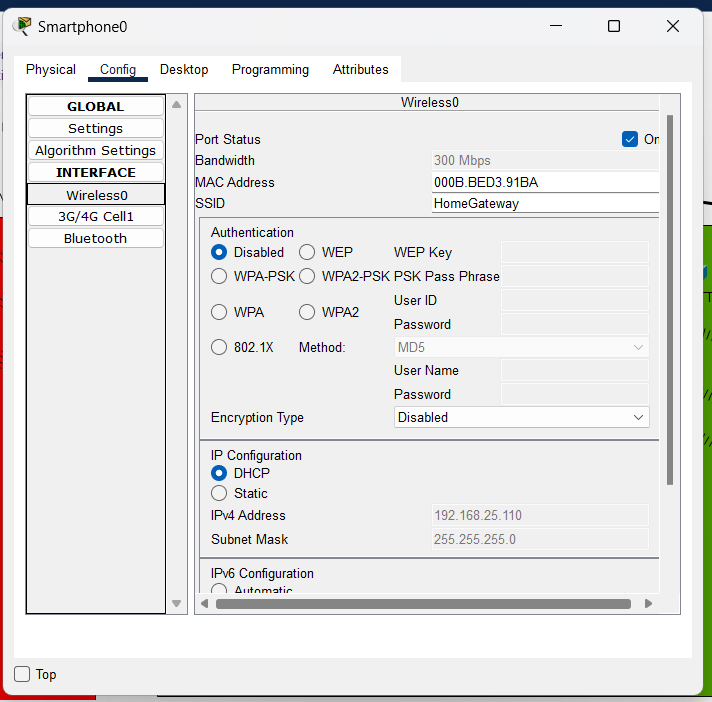 Smartphone0
Physical Config Desktop Programming Attributes
GLOBAL
Settings
Algorithm Settings
INTERFACE
Wireless0
3G/4G Cell1
Bluetooth
Wireless0
Port Status On
Bandwidth 300 Mbps
MAC Address 000B.BED3.91BA
SSID HomeGateway
Authentication
Disabled WEP WEP Key
WPA-PSK WPA2-PSK PSK Pass Phrase
User ID
WPA WPA2
Password
802.1X Method: MD5
User Name
Password
Encryption Type Disabled
IP Configuration
DHCP
Static
IPv4 Address 192.168.25.110
Subnet Mask 255.255.255.0
IPv6 Configuration
Automatic
Top